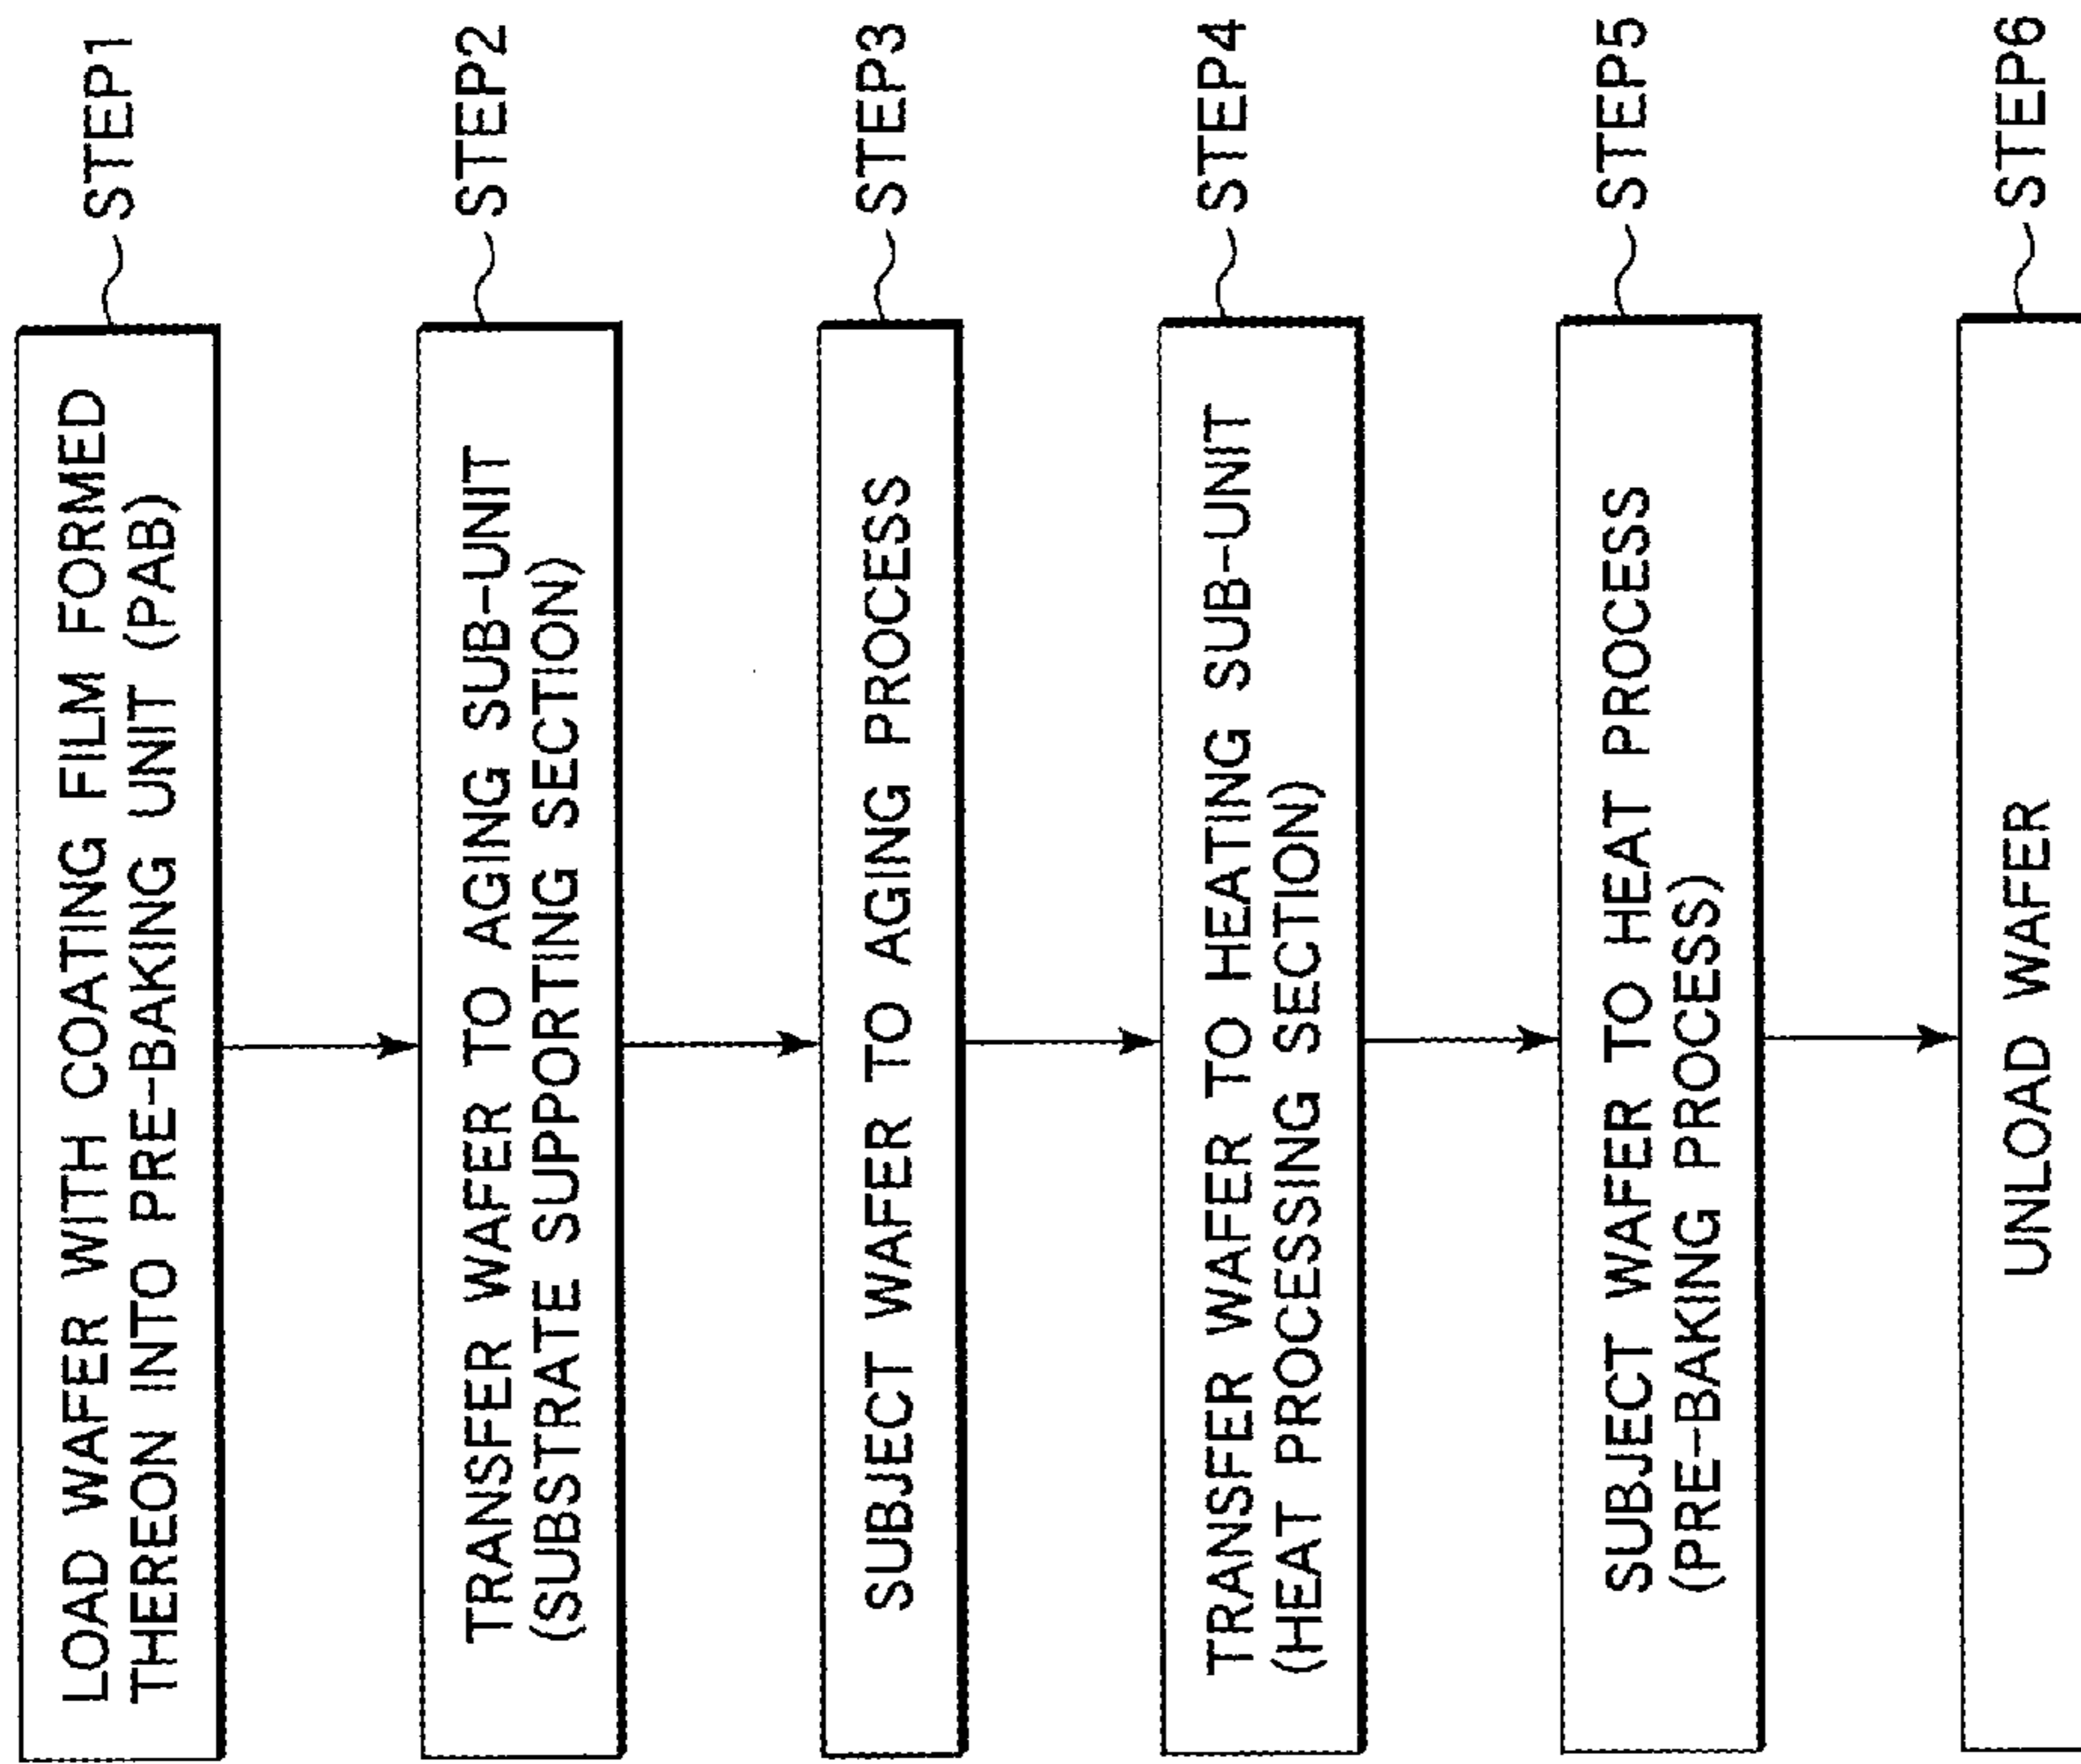 LOAD WAFER WITH COATING FILM FORMED
THEREON INTO PRE-BAKING UNIT (PAB)
STEP1
TRANSFER WAFER TO AGING SUB-UNIT
(SUBSTRATE SUPPORTING SECTION)
STEP2
SUBJECT WAFER TO AGING PROCESS
STEP3
TRANSFER WAFER TO HEATING SUB-UNIT
(HEAT PROCESSING SECTION)
STEP4
SUBJECT WAFER TO HEAT PROCESS
(PRE-BAKING PROCESS)
STEP5
UNLOAD WAFER
STEP6